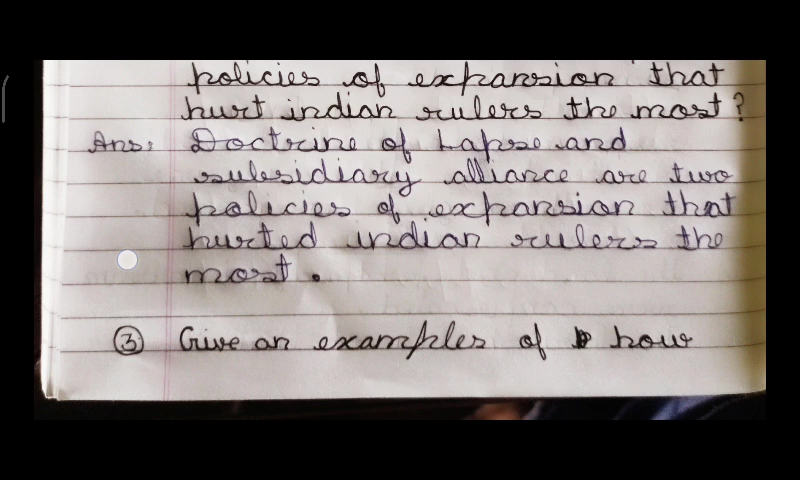 policies of expansion that
hurt indian rulers the most?
Ans: Doctrine of Lapse and
subsidiary alliance are two
policies of expansion that
hurted indian rulers the
most.
③ Give an examples of how